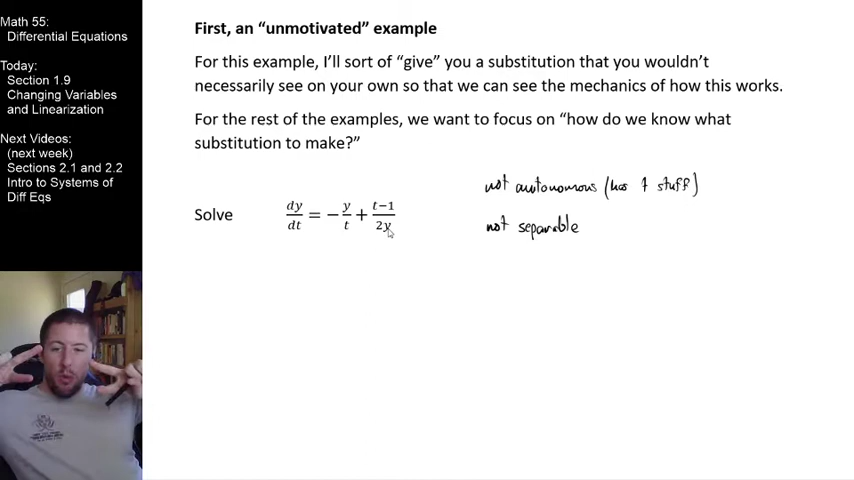 Math 55:
Differential Equations
Today:
Section 1.9
Changing Variables
and Linearization
Next Videos:
(next week)
Sections 2.1 and 2.2
Intro to Systems of
Diff Eqs
First, an “unmotivated” example
For this example, I’ll sort of “give” you a substitution that you wouldn’t
necessarily see on your own so that we can see the mechanics of how this works.
For the rest of the examples, we want to focus on “how do we know what
substitution to make?”
not autonomous (has t stuff)
Solve dy/dt = −y/t + t−1/2y
not separable